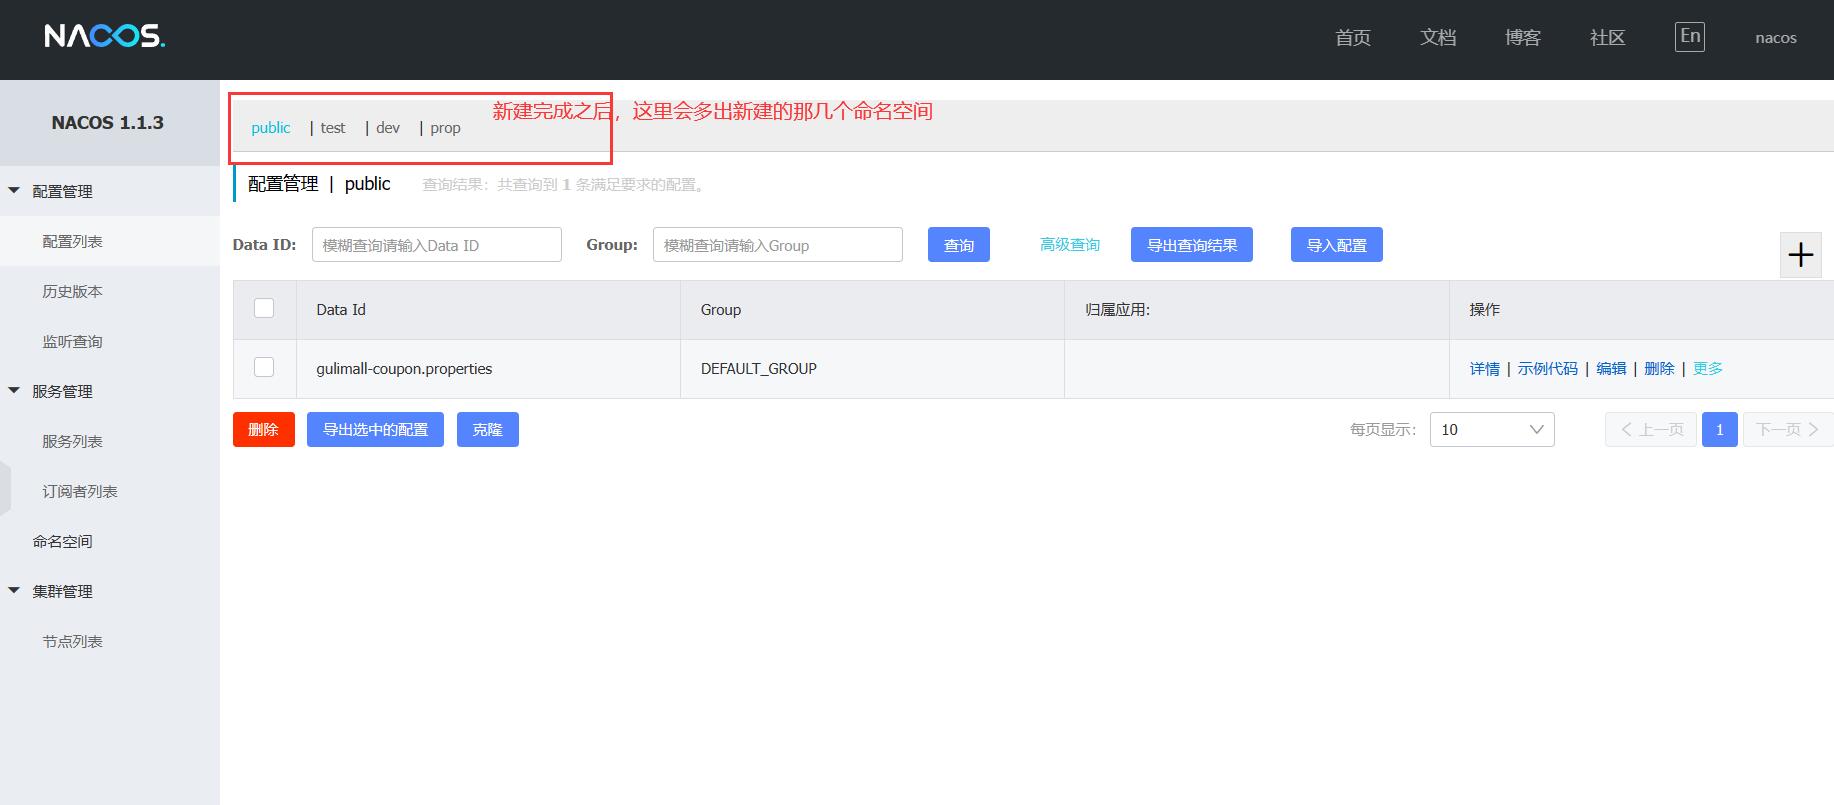 NACOS.
首页 文档 博客 社区 En nacos
NACOS 1.1.3
配置管理
配置列表
历史版本
监听查询
服务管理
服务列表
订阅者列表
命名空间
集群管理
节点列表
新建完成之后，这里会多出新建的那几个命名空间
public | test | dev | prop
配置管理 | public 查询结果：共查询到 1 条满足要求的配置。
Data ID: 模糊查询请输入Data ID Group: 模糊查询请输入Group 查询 高级查询 导出查询结果 导入配置
Data Id Group 归属应用: 操作
gulimall-coupon.properties DEFAULT_GROUP 详情 | 示例代码 | 编辑 | 删除 | 更多
删除 导出选中的配置 克隆 每页显示: 10 上一页 1 下一页